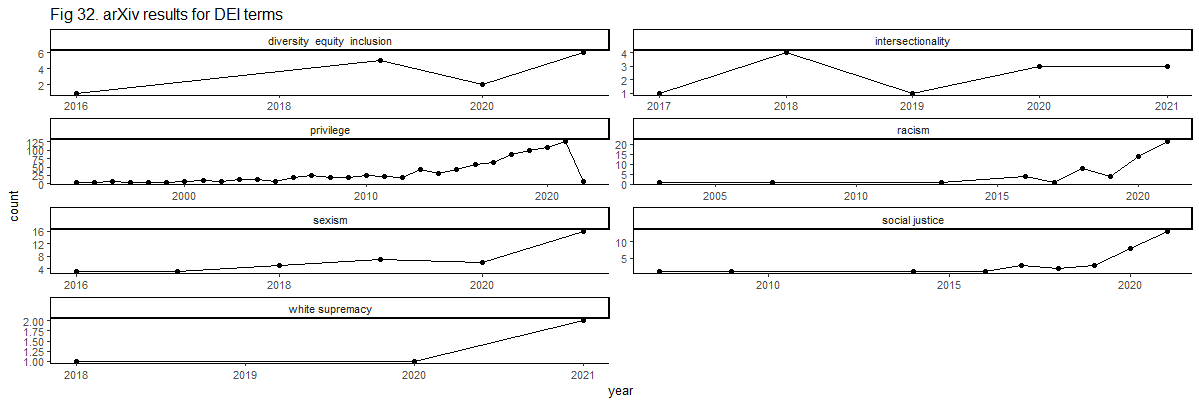 Fig 32. arXiv results for DEI terms
diversity equity inclusion
6
4
2
2016 2018 2020
intersectionality
4
3
2
1
2017 2018 2019 2020 2021
privilege
125
100
75
50
25
0
2000 2010 2020
racism
20
15
10
5
0
2005 2010 2015 2020
sexism
16
12
8
4
2016 2018 2020
social justice
10
5
2010 2015 2020
white supremacy
2.00
1.75
1.50
1.25
1.00
2018 2019 2020 2021
count
year